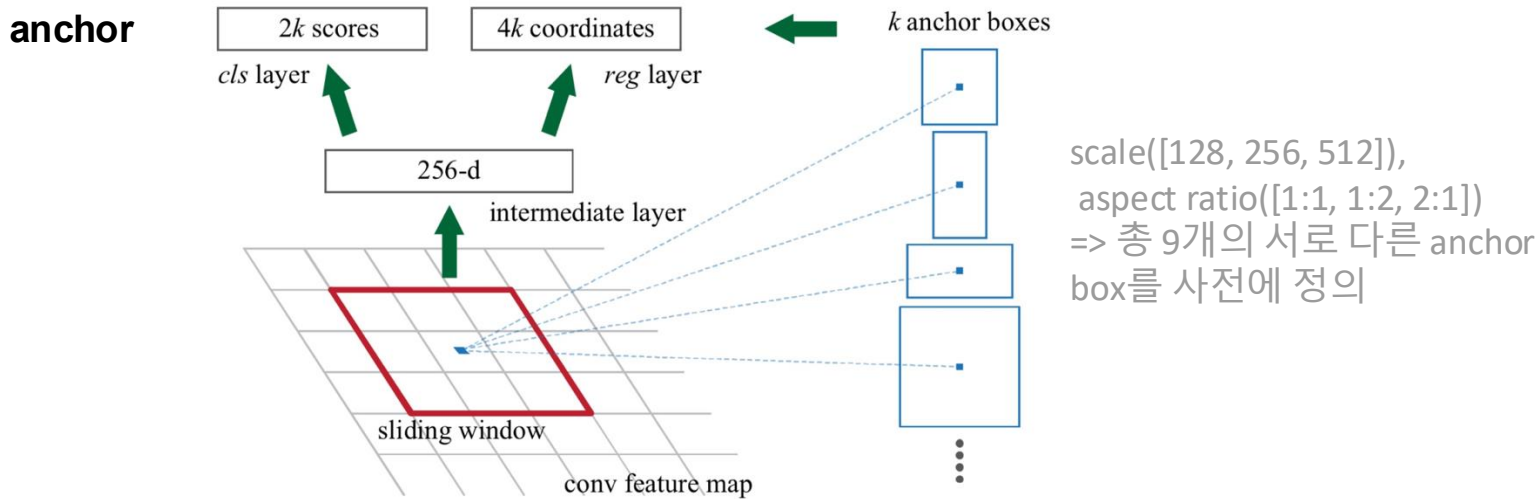 anchor
2k scores
4k coordinates
k anchor boxes
cls layer
reg layer
256-d
intermediate layer
scale([128, 256, 512]),
aspect ratio([1:1, 1:2, 2:1])
=> 총 9개의 서로 다른 anchor
box를 사전에 정의
sliding window
conv feature map